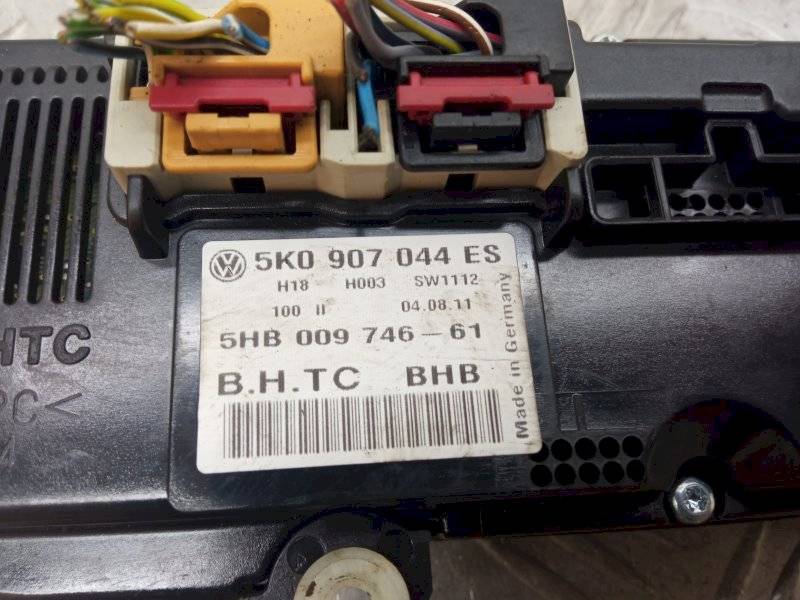 5K0 907 044 ES
H18 H003 SW1112
100 II 04.08.11
5HB 009 746-61
B.H.TC BHB
Made in Germany
HTC